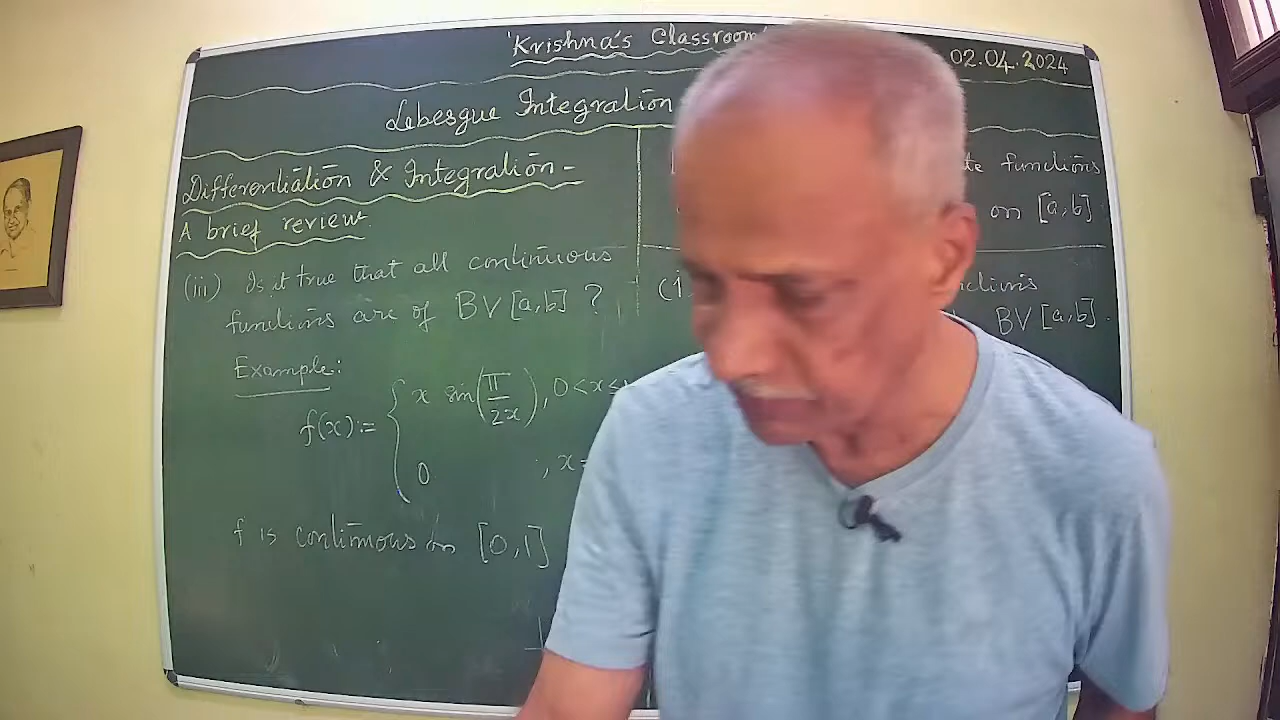 'Krishna's Classroom'
02.04.2024
Lebesgue Integration
Differentiation & Integration -
A brief review
(iii) Is it true that all continuous
functions are of BV [a,b] ?
Example:
f(x):= { x sin(π/2x), 0<x≤
0 ; x=
f is continuous on [0,1]
functions
on [a,b]
(i)
BV[a,b].